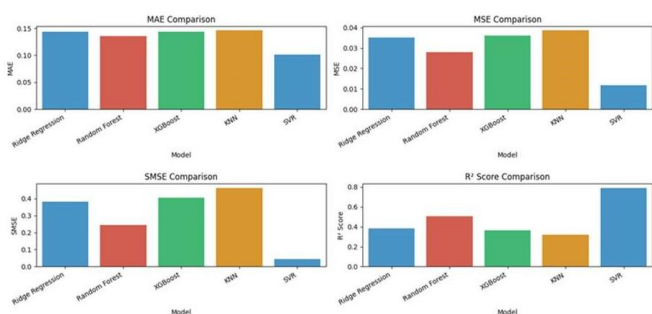 MAE Comparison
0.15
0.10
0.05
0.00
MAE
Ridge Regression
Random Forest
XGBoost
KNN
SVR
Model
MSE Comparison
0.04
0.03
0.02
0.01
0.00
MSE
Ridge Regression
Random Forest
XGBoost
KNN
SVR
Model
SMSE Comparison
0.4
0.3
0.2
0.1
0.0
SMSE
Ridge Regression
Random Forest
XGBoost
KNN
SVR
Model
R² Score Comparison
0.8
0.6
0.4
0.2
0.0
R² Score
Ridge Regression
Random Forest
XGBoost
KNN
SVR
Model